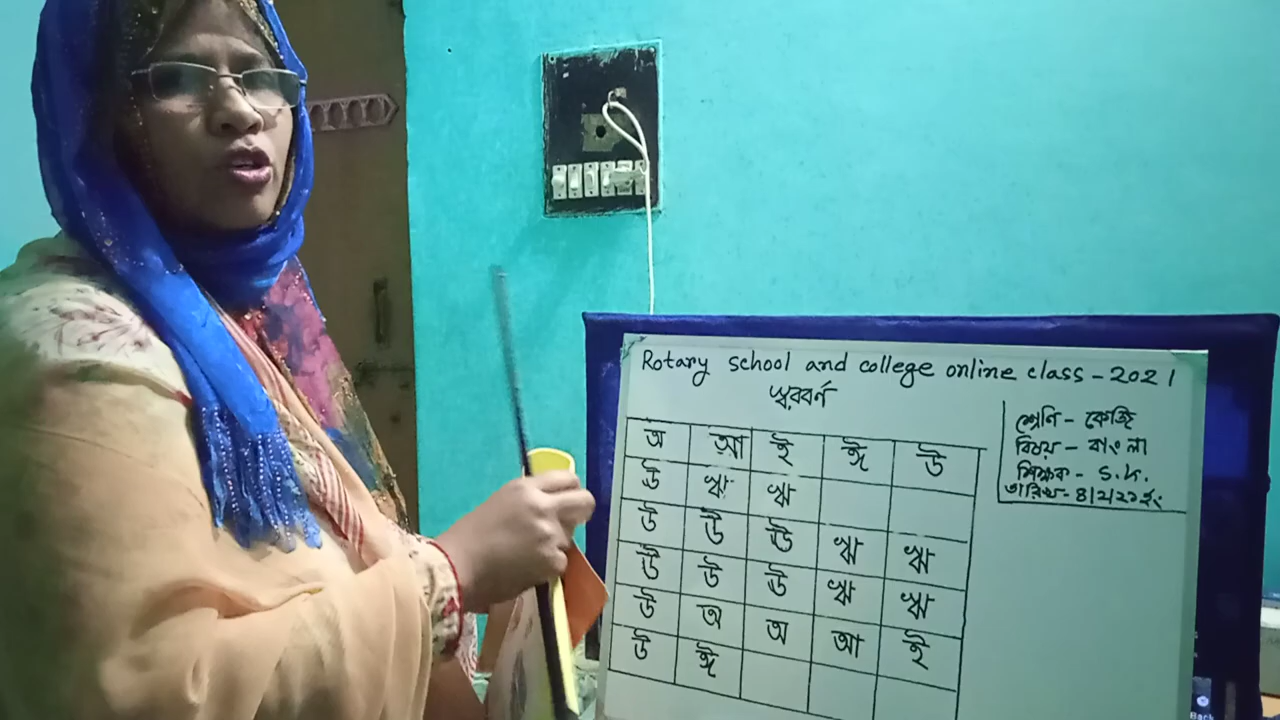 Rotary school and college online class - 2021
স্বরবর্ণ
শ্রেণি - কেজি
বিষয় - বাংলা
শিক্ষক - S.K.
তারিখ -
অ আ ই ঈ উ
ঊ ঋ ঋ
উ ঊ ঊ ঋ ঋ
ঊ উ ঊ ঋ ঋ
উ অ অ আ ই
উ ঈ